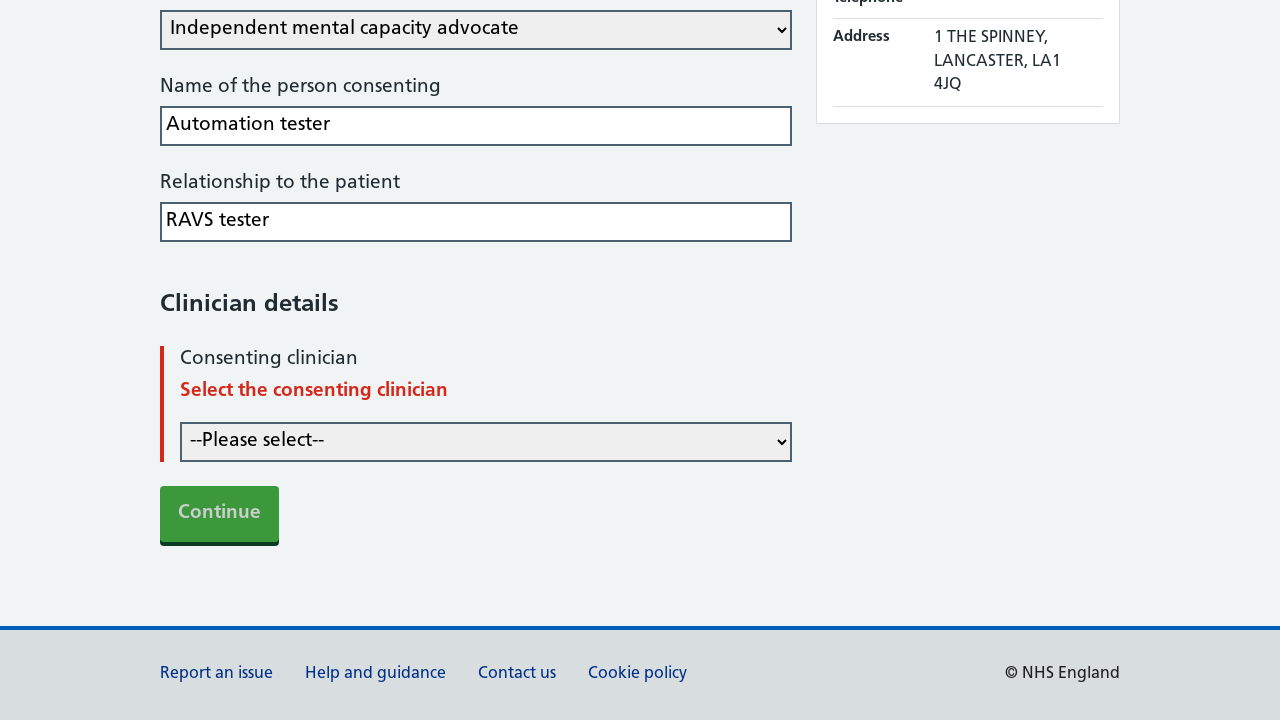 Independent mental capacity advocate
Name of the person consenting
Automation tester
Relationship to the patient
RAVS tester
Clinician details
Consenting clinician
Select the consenting clinician
--Please select--
Continue
Telephone
Address
1 THE SPINNEY,
LANCASTER, LA1
4JQ
Report an issue
Help and guidance
Contact us
Cookie policy
© NHS England